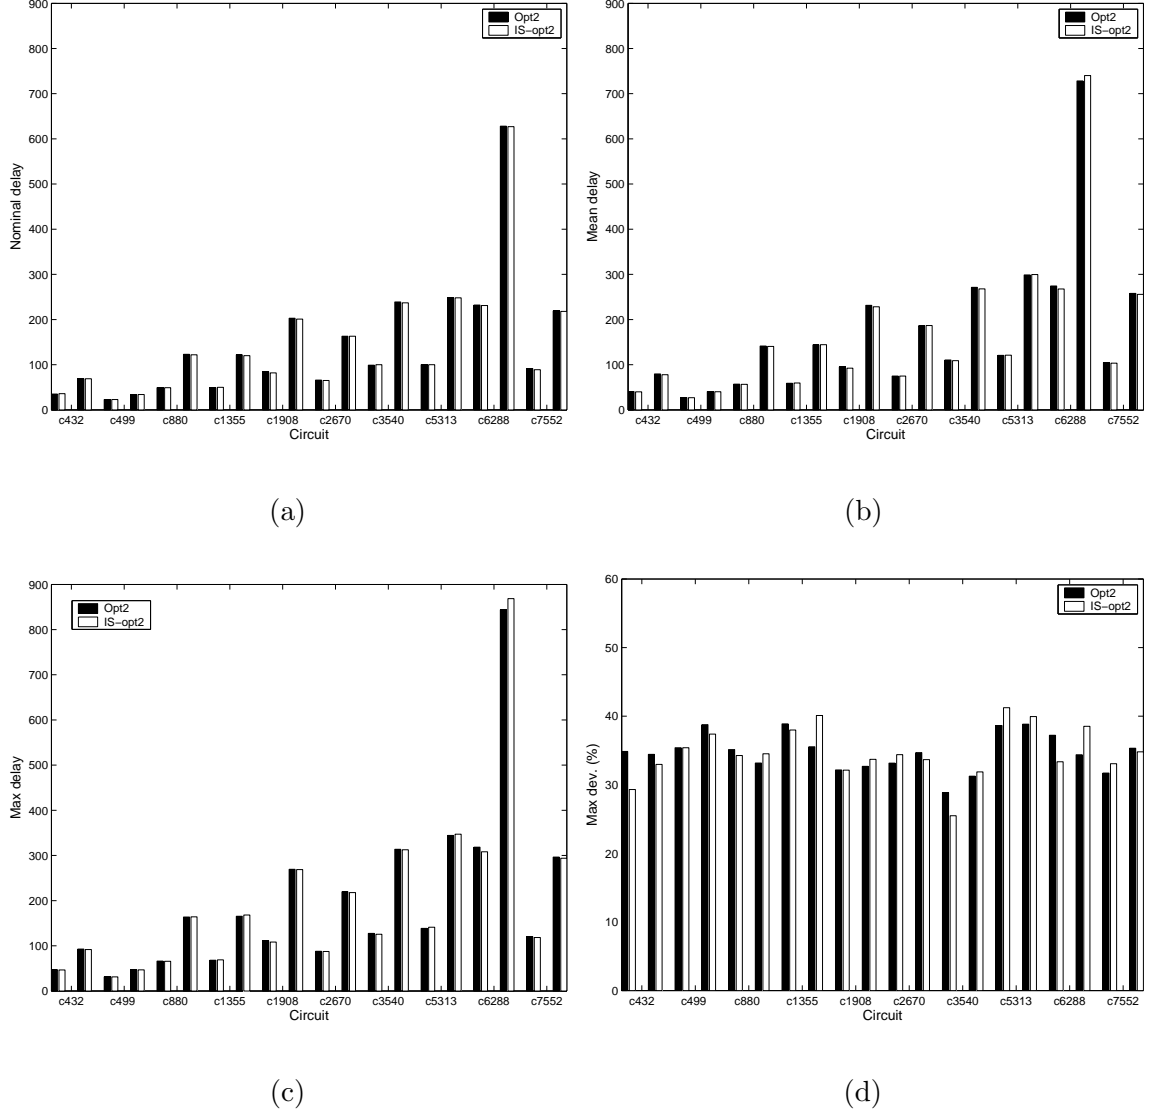 900
800
700
600
500
400
300
200
100
0
Nominal delay
Opt2
IS−opt2
c432 c499 c880 c1355 c1908 c2670 c3540 c5313 c6288 c7552
Circuit
(a)
900
800
700
600
500
400
300
200
100
0
Mean delay
Opt2
IS−opt2
c432 c499 c880 c1355 c1908 c2670 c3540 c5313 c6288 c7552
Circuit
(b)
900
800
700
600
500
400
300
200
100
0
Max delay
Opt2
IS−opt2
c432 c499 c880 c1355 c1908 c2670 c3540 c5313 c6288 c7552
Circuit
(c)
60
50
40
30
20
10
0
Max dev. (%)
Opt2
IS−opt2
c432 c499 c880 c1355 c1908 c2670 c3540 c5313 c6288 c7552
Circuit
(d)